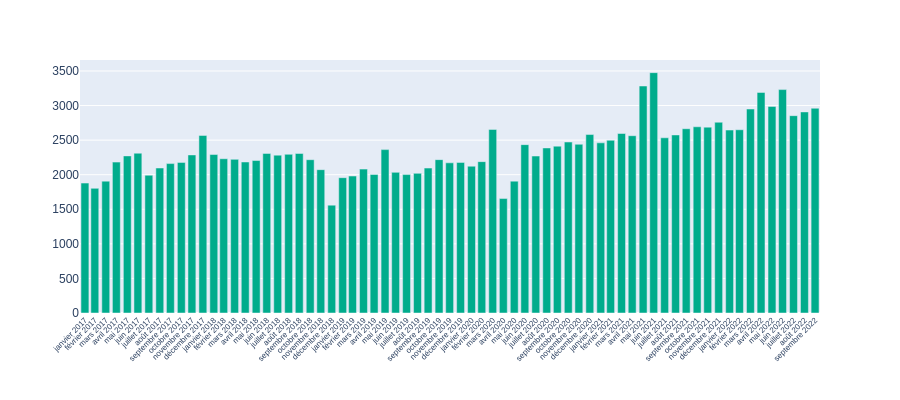 3500
3000
2500
2000
1500
1000
500
0
janvier 2017
février 2017
mars 2017
avril 2017
mai 2017
juin 2017
juillet 2017
août 2017
septembre 2017
octobre 2017
novembre 2017
décembre 2017
janvier 2018
février 2018
mars 2018
avril 2018
mai 2018
juin 2018
juillet 2018
août 2018
septembre 2018
octobre 2018
novembre 2018
décembre 2018
janvier 2019
février 2019
mars 2019
avril 2019
mai 2019
juin 2019
juillet 2019
août 2019
septembre 2019
octobre 2019
novembre 2019
décembre 2019
janvier 2020
février 2020
mars 2020
avril 2020
mai 2020
juin 2020
juillet 2020
août 2020
septembre 2020
octobre 2020
novembre 2020
décembre 2020
janvier 2021
février 2021
mars 2021
avril 2021
mai 2021
juin 2021
juillet 2021
août 2021
septembre 2021
octobre 2021
novembre 2021
décembre 2021
janvier 2022
février 2022
mars 2022
avril 2022
mai 2022
juin 2022
juillet 2022
août 2022
septembre 2022